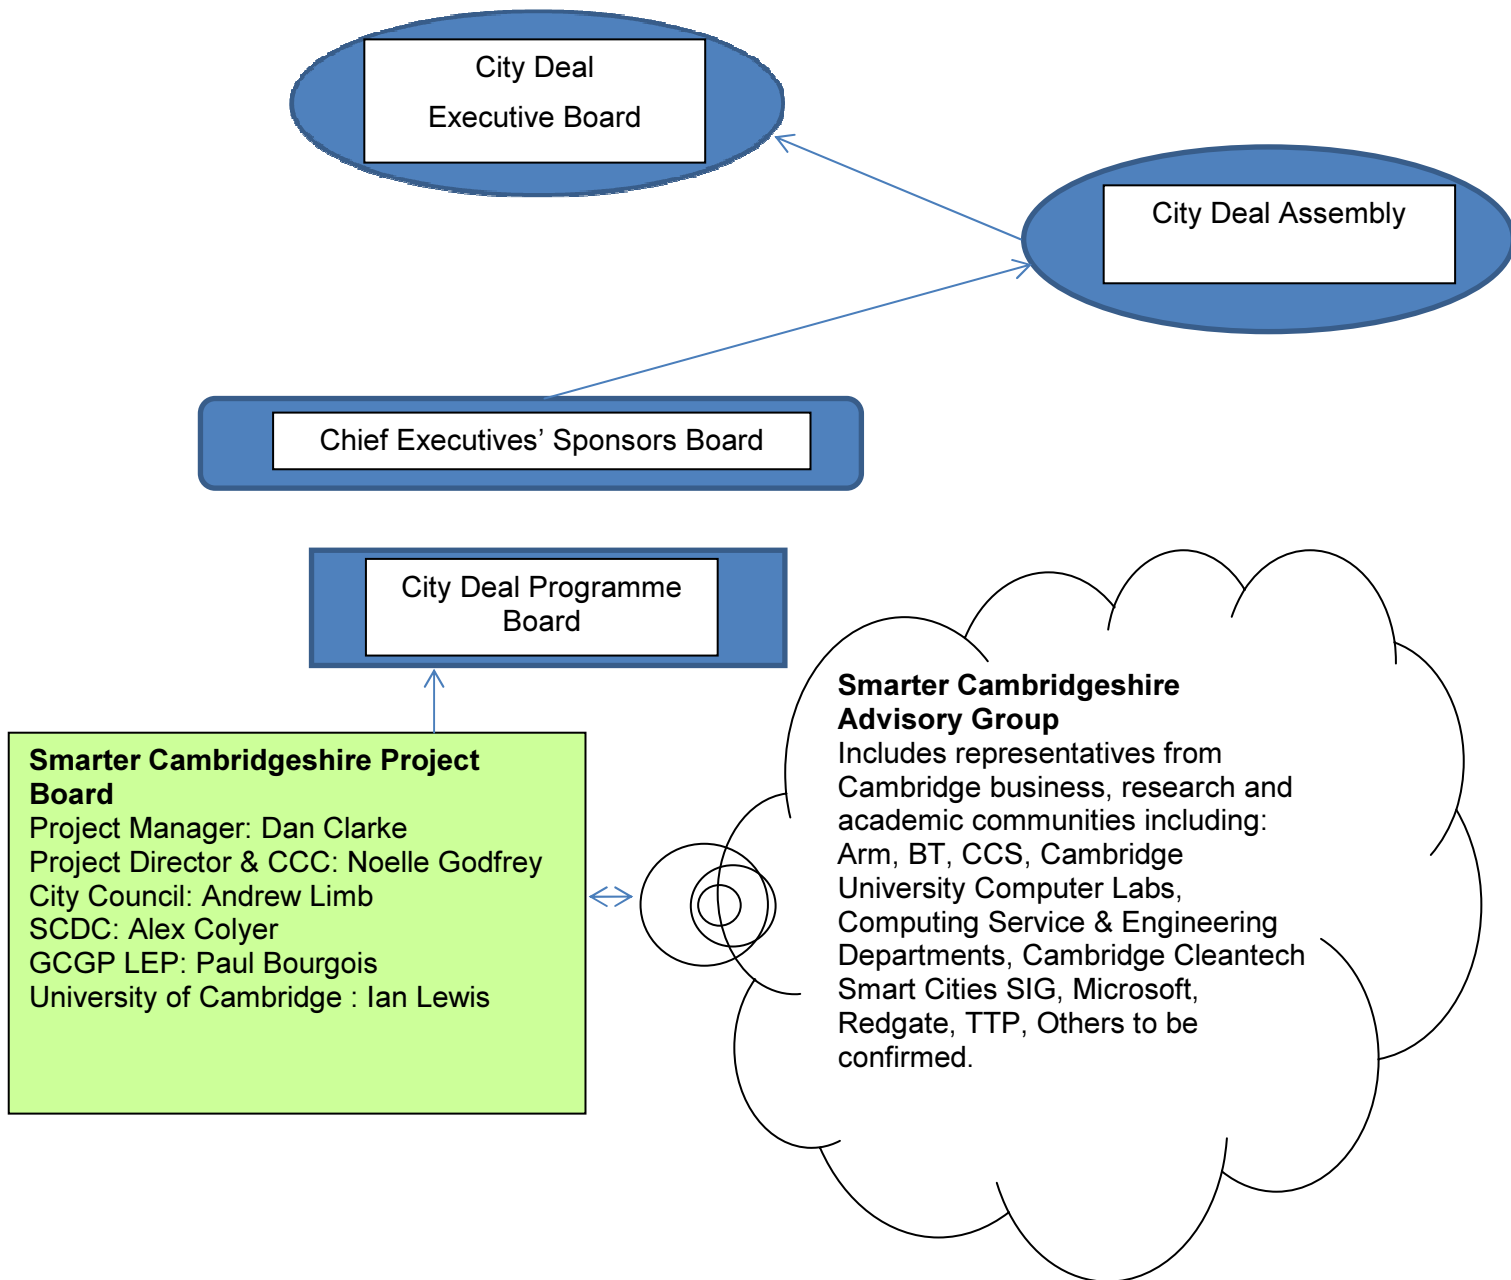 City Deal
Executive Board
City Deal Assembly
Chief Executives’ Sponsors Board
City Deal Programme
Board
Smarter Cambridgeshire Project
Board
Project Manager: Dan Clarke
Project Director & CCC: Noelle Godfrey
City Council: Andrew Limb
SCDC: Alex Colyer
GCGP LEP: Paul Bourgois
University of Cambridge : Ian Lewis
Smarter Cambridgeshire
Advisory Group
Includes representatives from
Cambridge business, research and
academic communities including:
Arm, BT, CCS, Cambridge
University Computer Labs,
Computing Service & Engineering
Departments, Cambridge Cleantech
Smart Cities SIG, Microsoft,
Redgate, TTP, Others to be
confirmed.